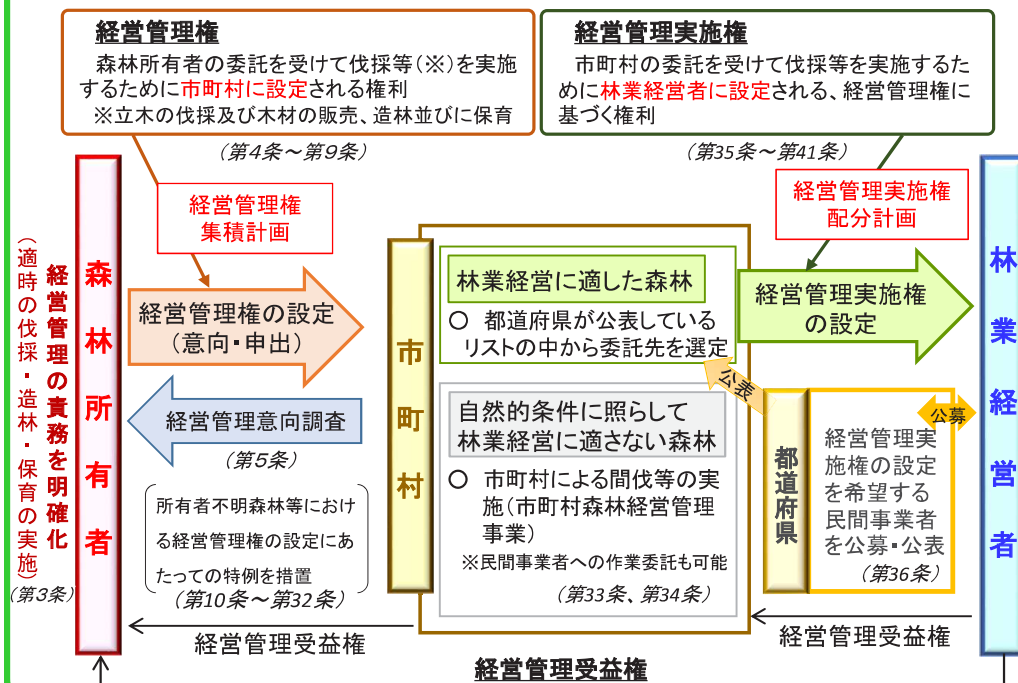 経営管理権
森林所有者の委託を受けて伐採等(※)を実施
するために市町村に設定される権利
※立木の伐採及び木材の販売、造林並びに保育
(第4条~第9条)
経営管理実施権
市町村の委託を受けて伐採等を実施するた
めに林業経営者に設定される、経営管理権に
基づく権利
(第35条~第41条)
経営管理権
集積計画
経営管理実施権
配分計画
経営管理の責務を明確化
(適時の伐採・造林・保育の実施)
(第3条)
森林所有者
経営管理権の設定
(意向・申出)
経営管理意向調査
(第5条)
所有者不明森林等におけ
る経営管理権の設定にあ
たっての特例を措置
(第10条~第32条)
市町村
林業経営に適した森林
○ 都道府県が公表している
リストの中から委託先を選定
公表
自然的条件に照らして
林業経営に適さない森林
○ 市町村による間伐等の実
施(市町村森林経営管理
事業)
※民間事業者への作業委託も可能
(第33条、第34条)
経営管理実施権
の設定
公募
都道府県
経営管理実
施権の設定
を希望する
民間事業者
を公募・公表
(第36条)
林業経営者
経営管理受益権
経営管理受益権
経営管理受益権